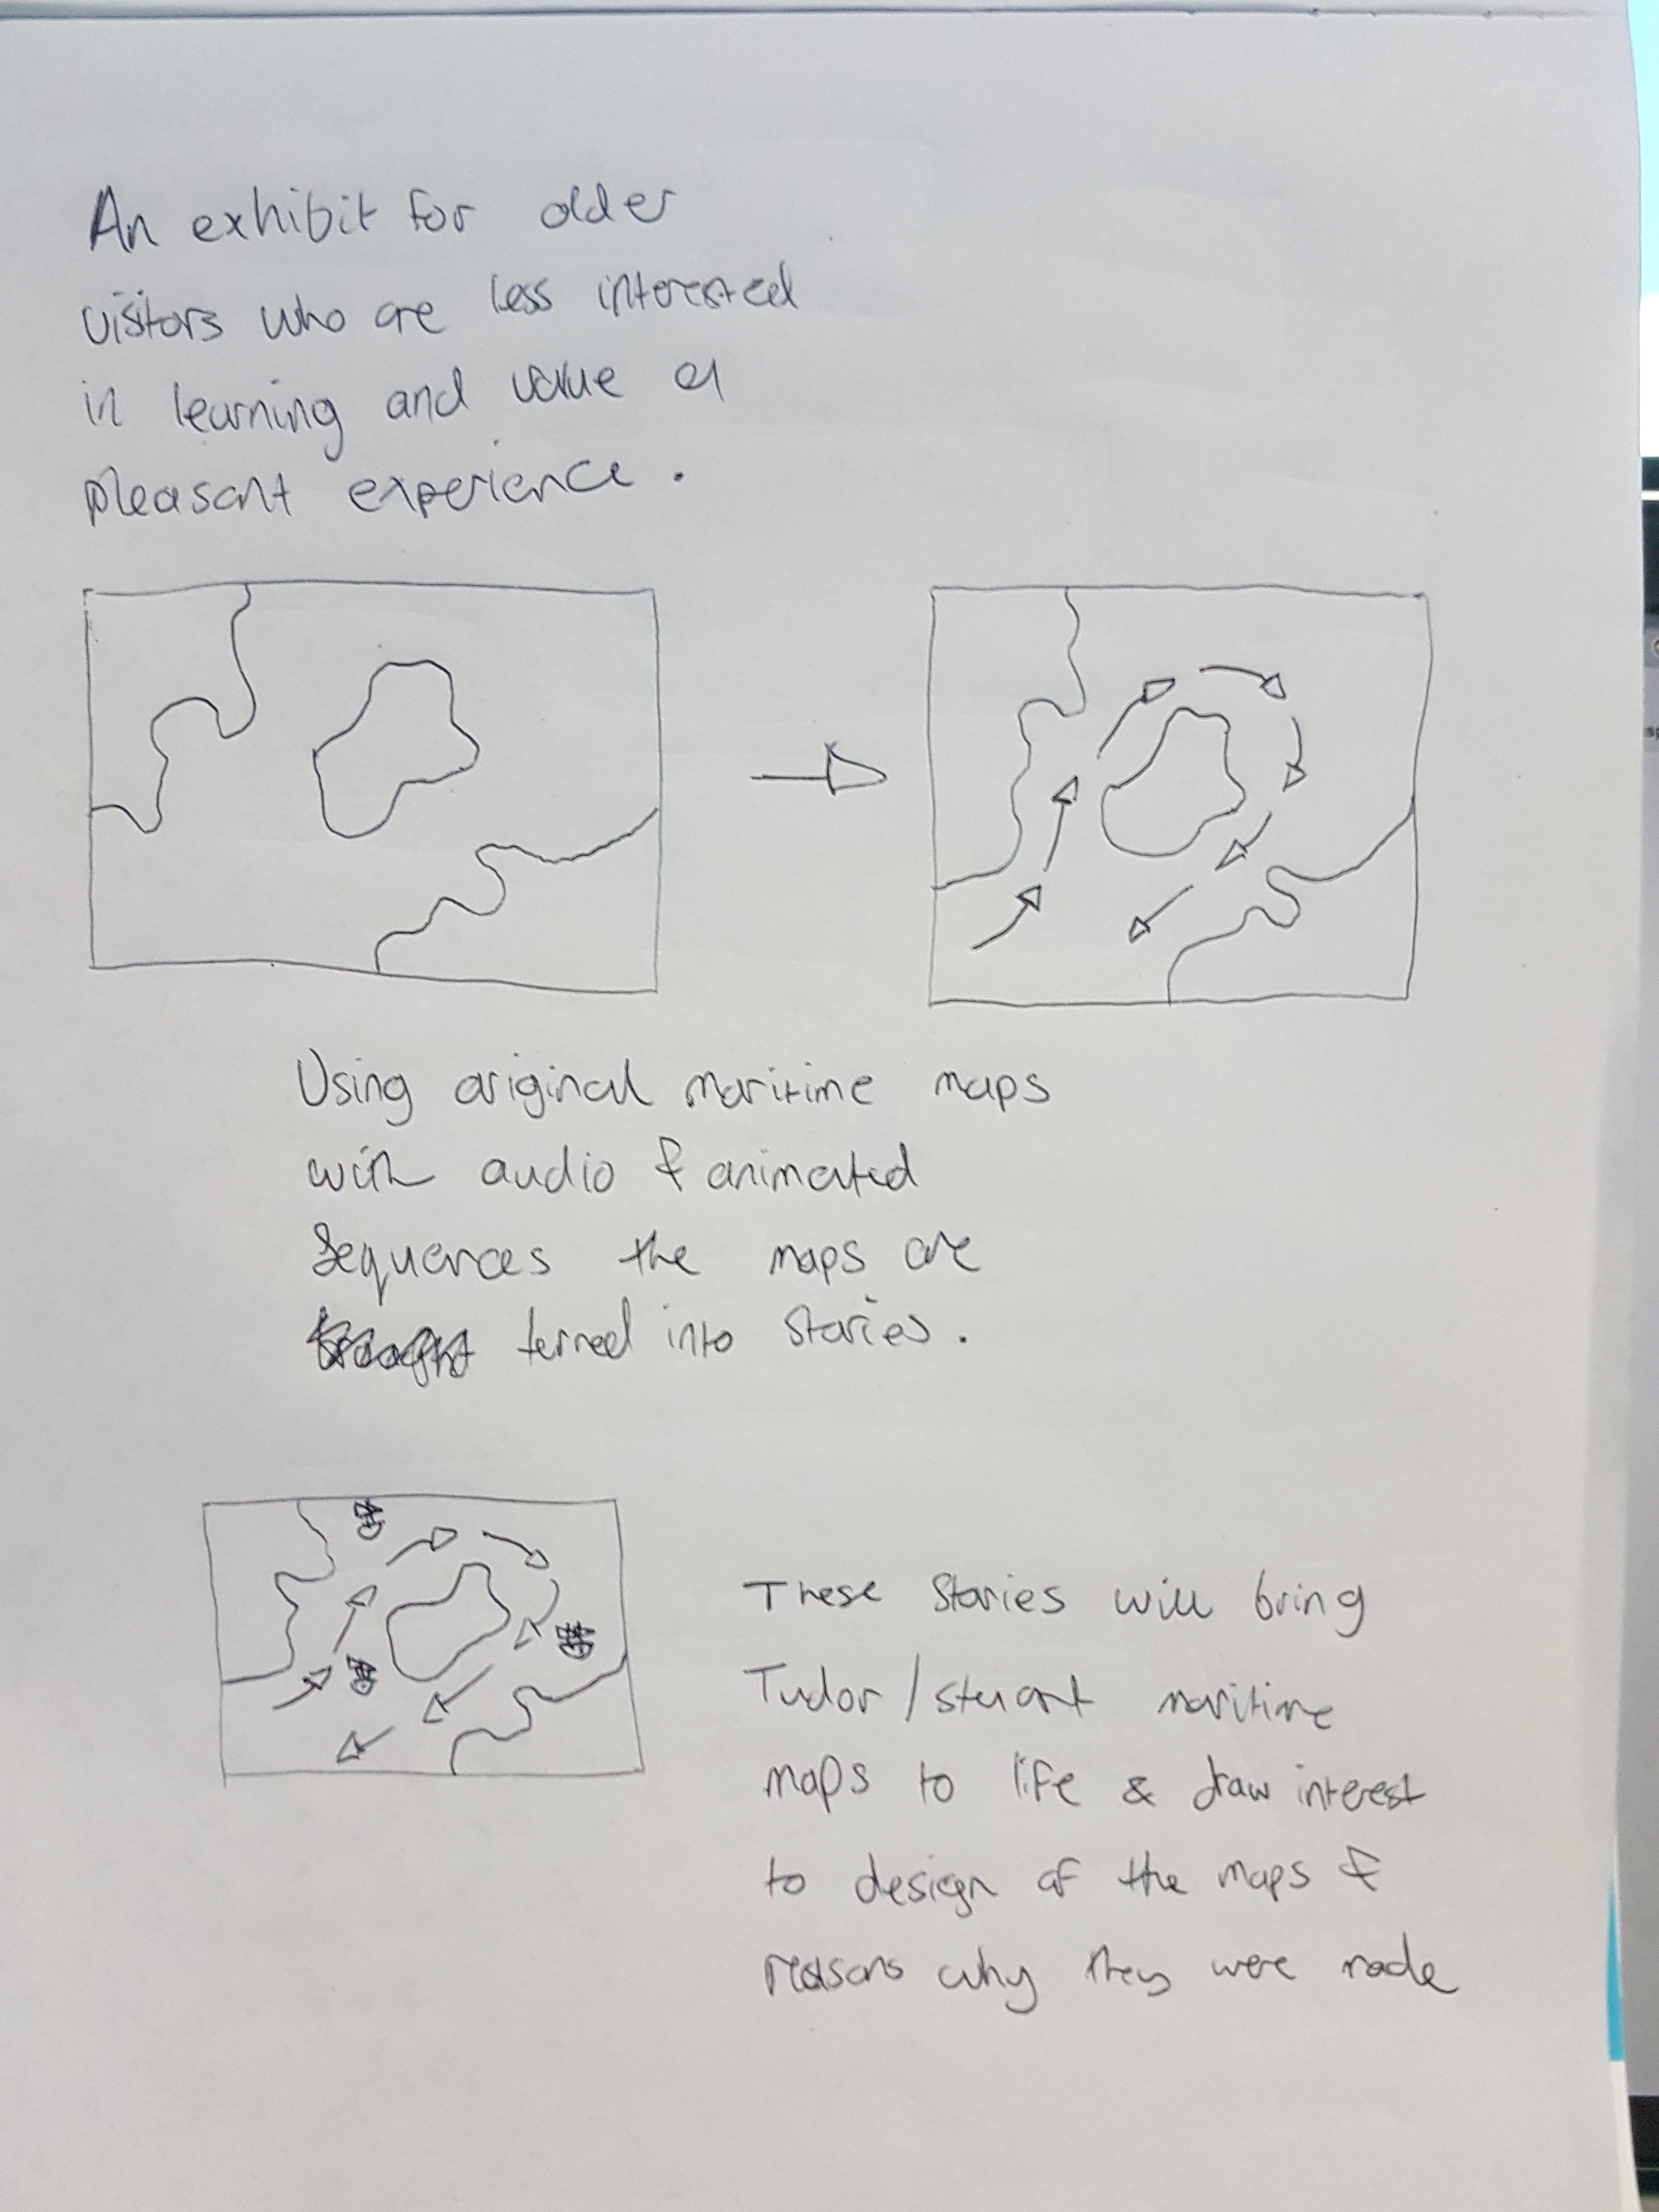 An exhibit for older
visitors who are less interested
in learning and value a
pleasant experience.
Using original maritime maps
with audio & animated
sequences the maps are
terned into stories.
These stories will bring
Tudor/stuart maritime
maps to life & draw interest
to design of the maps &
reasons why they were made